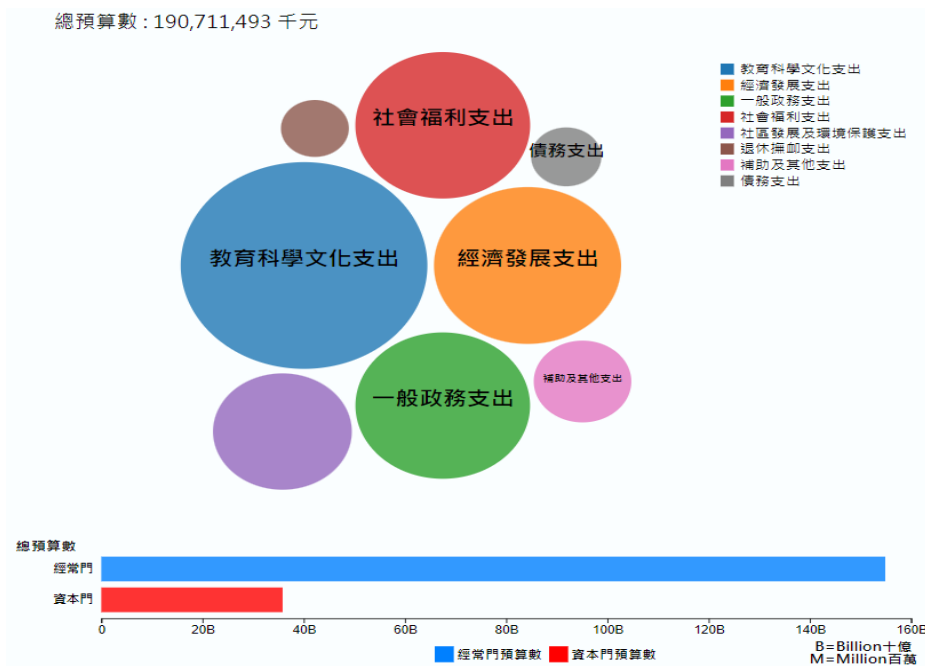 總預算數 : 190,711,493 千元
社會福利支出
債務支出
教育科學文化支出
經濟發展支出
一般政務支出
補助及其他支出
教育科學文化支出
經濟發展支出
一般政務支出
社會福利支出
社區發展及環境保護支出
退休撫卹支出
補助及其他支出
債務支出
總預算數
經常門
資本門
0 20B 40B 60B 80B 100B 120B 140B 160B
經常門預算數 資本門預算數
B=Billion十億
M=Million百萬